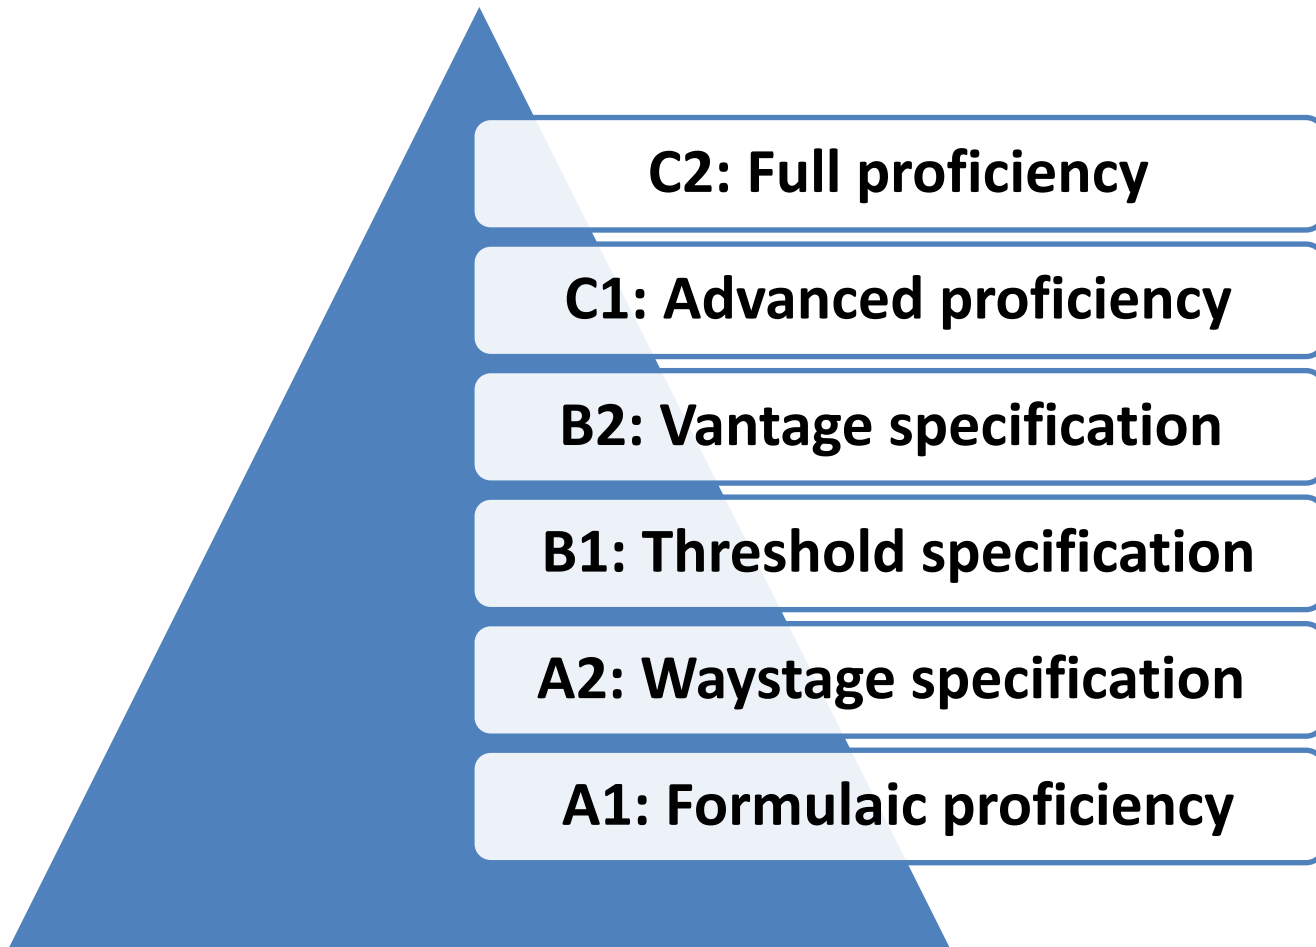 C2: Full proficiency
C1: Advanced proficiency
B2: Vantage specification
B1: Threshold specification
A2: Waystage specification
A1: Formulaic proficiency